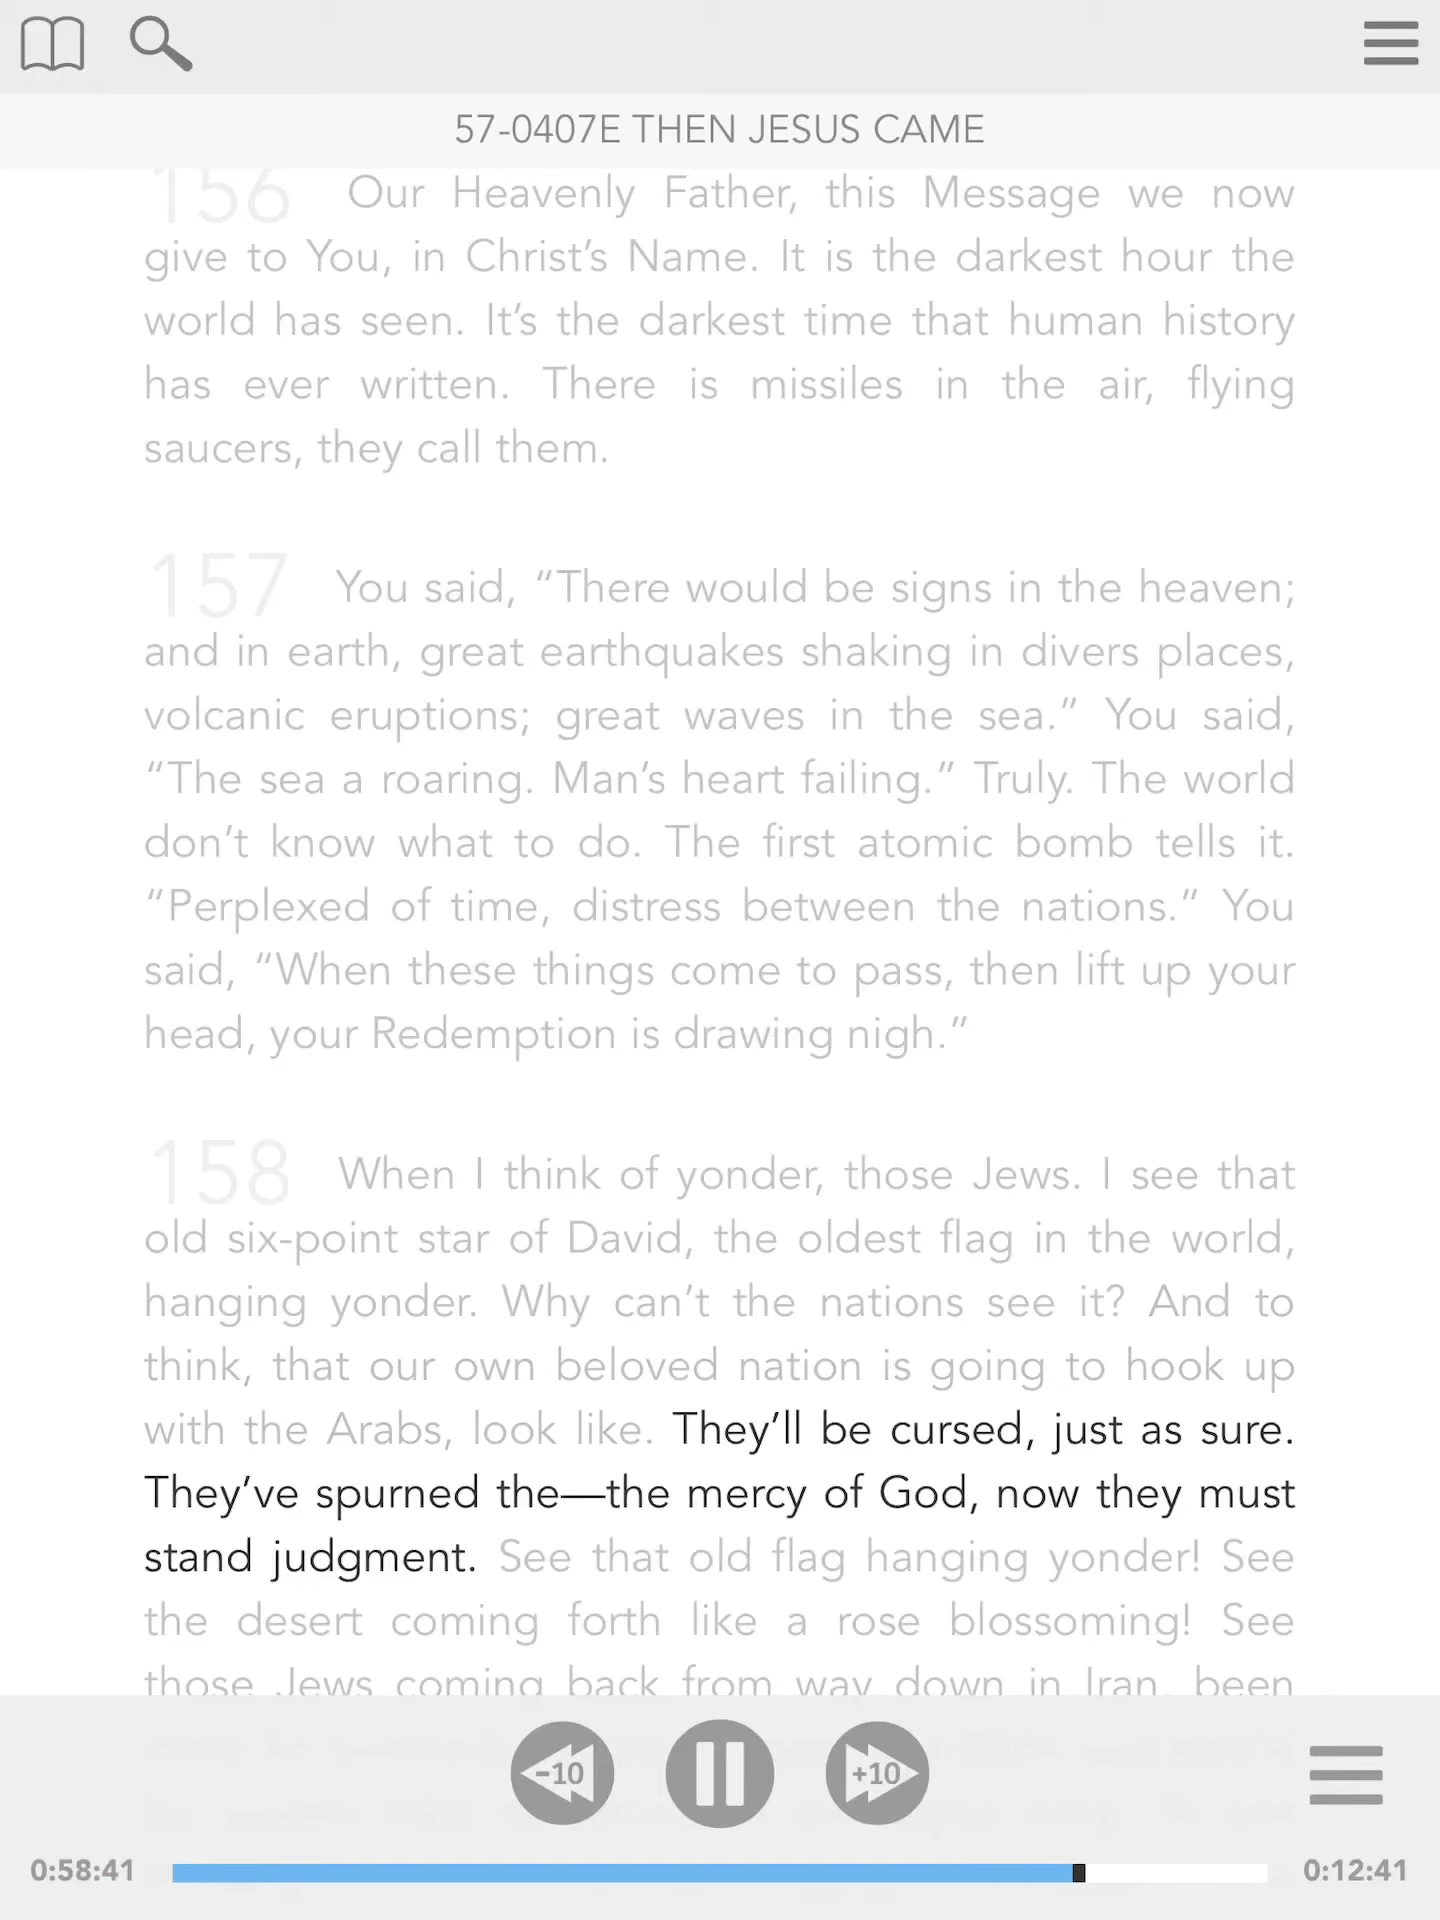 57-0407E THEN JESUS CAME
156 Our Heavenly Father, this Message we now
give to You, in Christ’s Name. It is the darkest hour the
world has seen. It’s the darkest time that human history
has ever written. There is missiles in the air, flying
saucers, they call them.
157 You said, “There would be signs in the heaven;
and in earth, great earthquakes shaking in divers places,
volcanic eruptions; great waves in the sea.” You said,
“The sea a roaring. Man’s heart failing.” Truly. The world
don’t know what to do. The first atomic bomb tells it.
“Perplexed of time, distress between the nations.” You
said, “When these things come to pass, then lift up your
head, your Redemption is drawing nigh.”
158 When I think of yonder, those Jews. I see that
old six-point star of David, the oldest flag in the world,
hanging yonder. Why can’t the nations see it? And to
think, that our own beloved nation is going to hook up
with the Arabs, look like. They’ll be cursed, just as sure.
They’ve spurned the—the mercy of God, now they must
stand judgment. See that old flag hanging yonder! See
the desert coming forth like a rose blossoming! See
those Jews coming back from way down in Iran, been
-10 +10
0:58:41 0:12:41